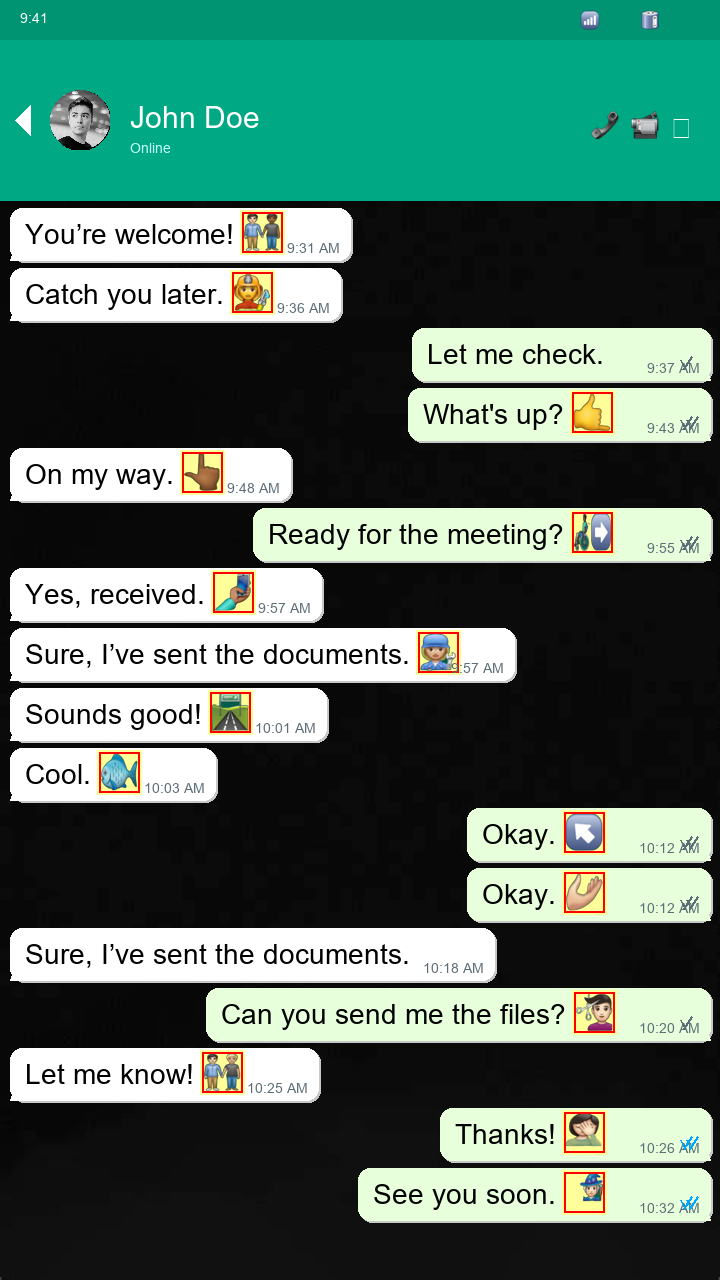 9:41
John Doe
Online
You’re welcome! 9:31 AM
Catch you later. 9:36 AM
Let me check. 9:37 AM
What's up? 9:43 AM
On my way. 9:48 AM
Ready for the meeting? 9:55 AM
Yes, received. 9:57 AM
Sure, I’ve sent the documents. 9:57 AM
Sounds good! 10:01 AM
Cool. 10:03 AM
Okay. 10:12 AM
Okay. 10:12 AM
Sure, I’ve sent the documents. 10:18 AM
Can you send me the files? 10:20 AM
Let me know! 10:25 AM
Thanks! 10:26 AM
See you soon. 10:32 AM